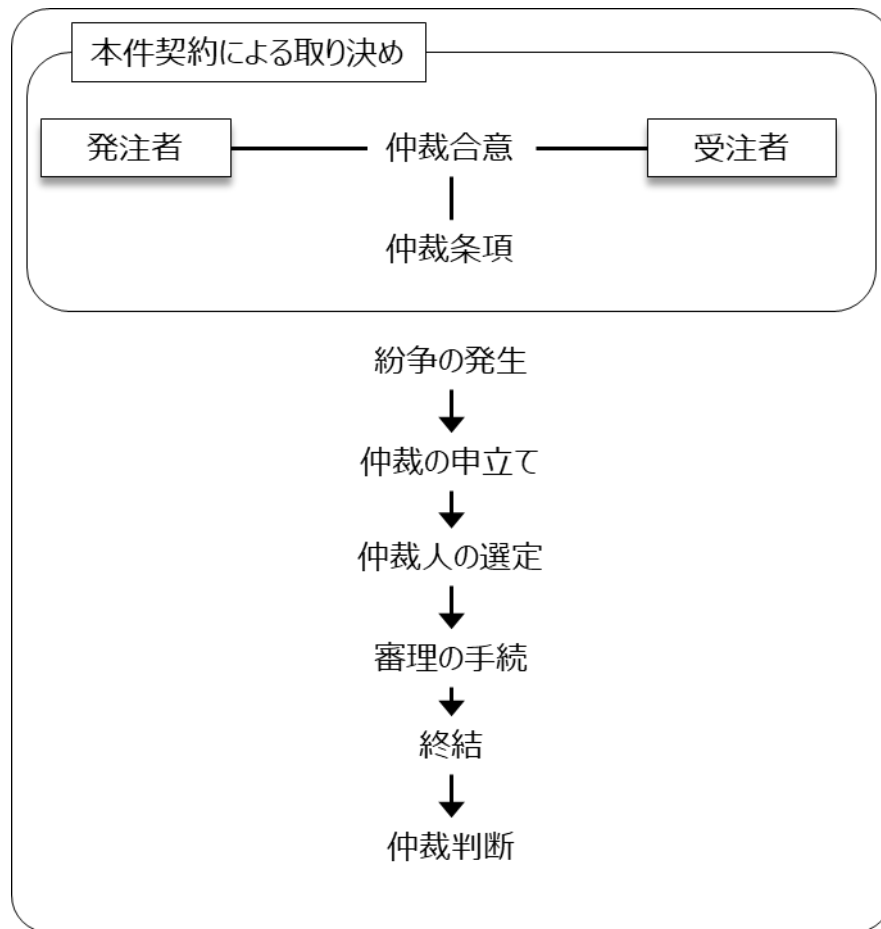 本件契約による取り決め
発注者
仲裁合意
受注者
仲裁条項
紛争の発生
仲裁の申立て
仲裁人の選定
審理の手続
終結
仲裁判断